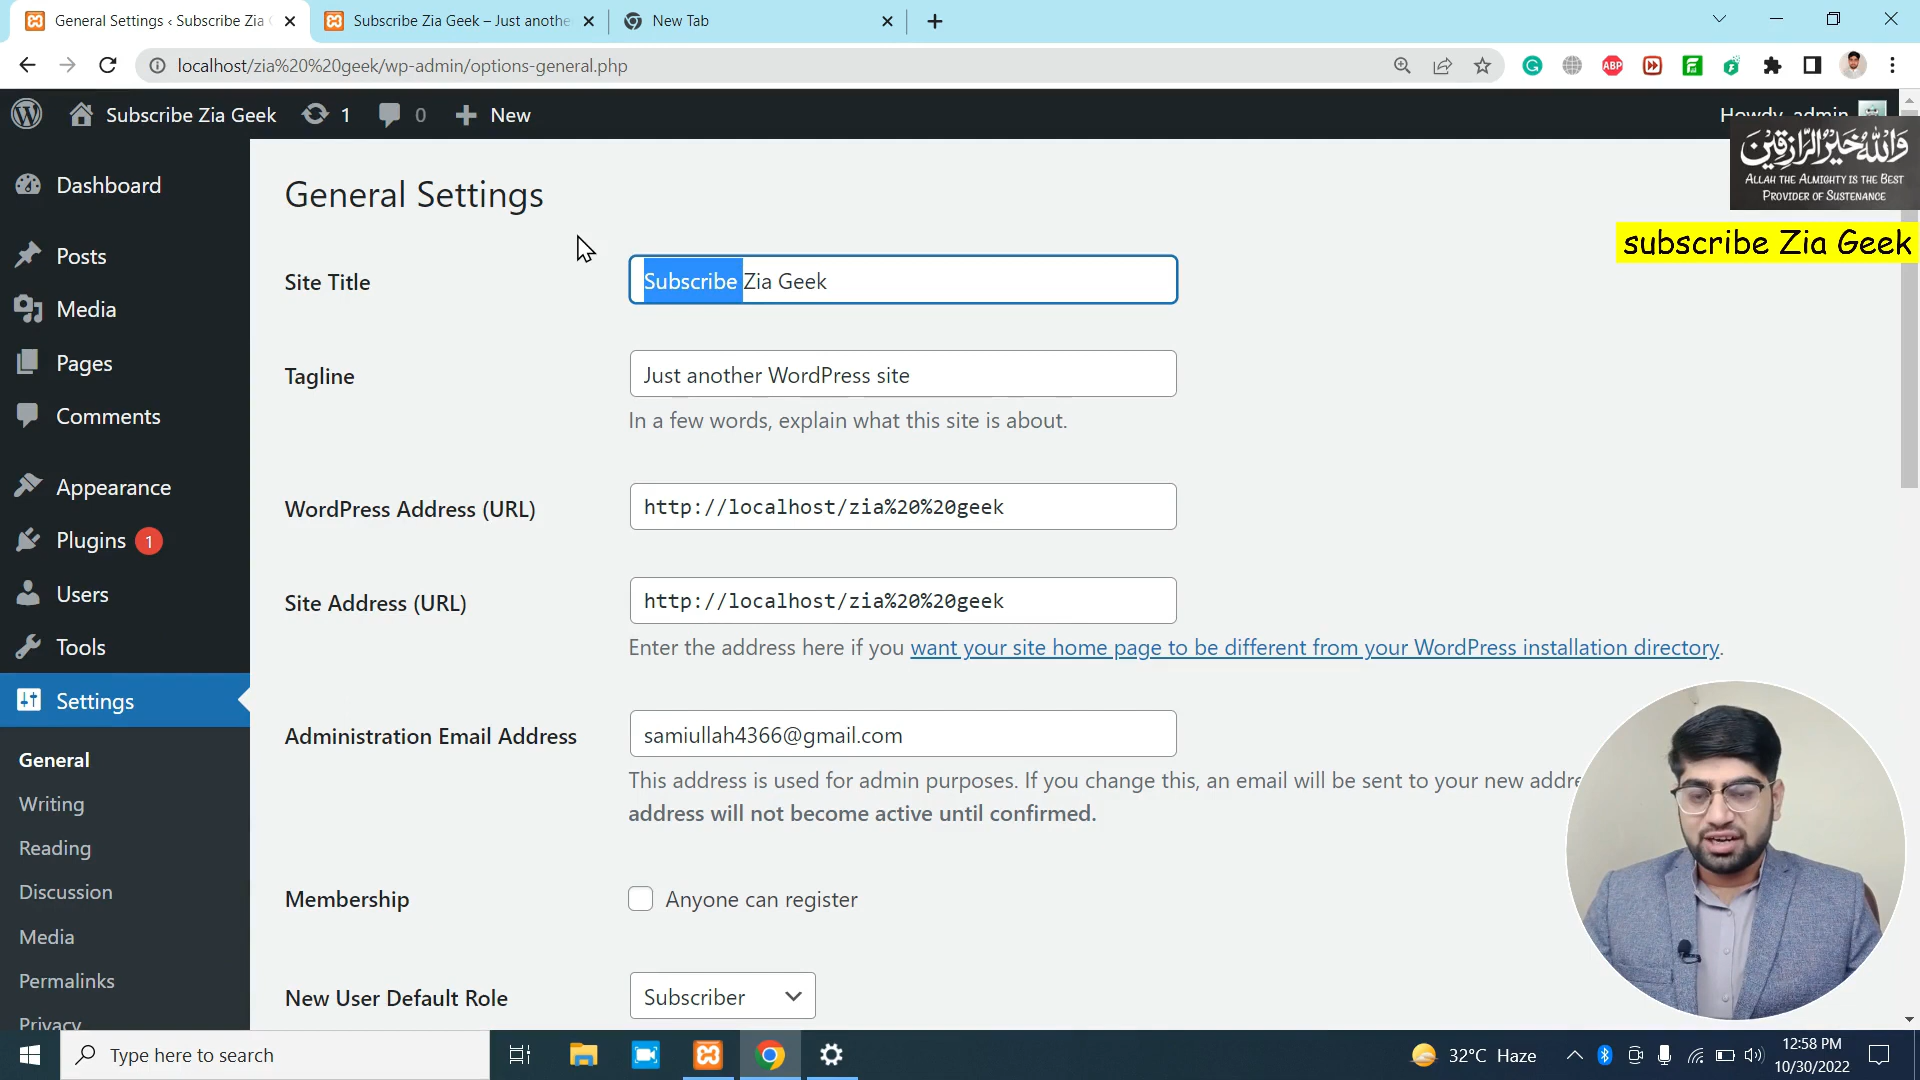 General Settings ‹ Subscribe Zia G
Subscribe Zia Geek – Just anothe
New Tab
localhost/zia%20%20geek/wp-admin/options-general.php
ABP
Subscribe Zia Geek
1
0
New
Howdy, admin
وَاللهُ خَيْرُ الرَّازِقِينَ
ALLAH THE ALMIGHTY IS THE BEST
PROVIDER OF SUSTENANCE
subscribe Zia Geek
Dashboard
Posts
Media
Pages
Comments
Appearance
Plugins 1
Users
Tools
Settings
General
Writing
Reading
Discussion
Media
Permalinks
Privacy
General Settings
Site Title
Subscribe Zia Geek
Tagline
Just another WordPress site
In a few words, explain what this site is about.
WordPress Address (URL)
http://localhost/zia%20%20geek
Site Address (URL)
http://localhost/zia%20%20geek
Enter the address here if you want your site home page to be different from your WordPress installation directory.
Administration Email Address
samiullah4366@gmail.com
This address is used for admin purposes. If you change this, an email will be sent to your new addre
address will not become active until confirmed.
Membership
Anyone can register
New User Default Role
Subscriber
Type here to search
32°C Haze
12:58 PM
10/30/2022